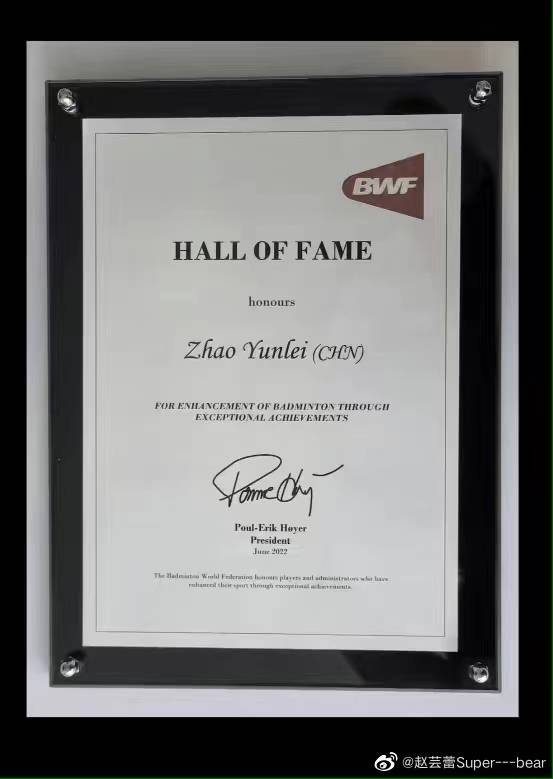 BWF
HALL OF FAME
honours
Zhao Yunlei (CHN)
FOR ENHANCEMENT OF BADMINTON THROUGH
EXCEPTIONAL ACHIEVEMENTS
Poul-Erik Høyer
President
June 2022
The Badminton World Federation honours players and administrators who have
enhanced their sport through exceptional achievements.
@赵芸蕾Super---bear